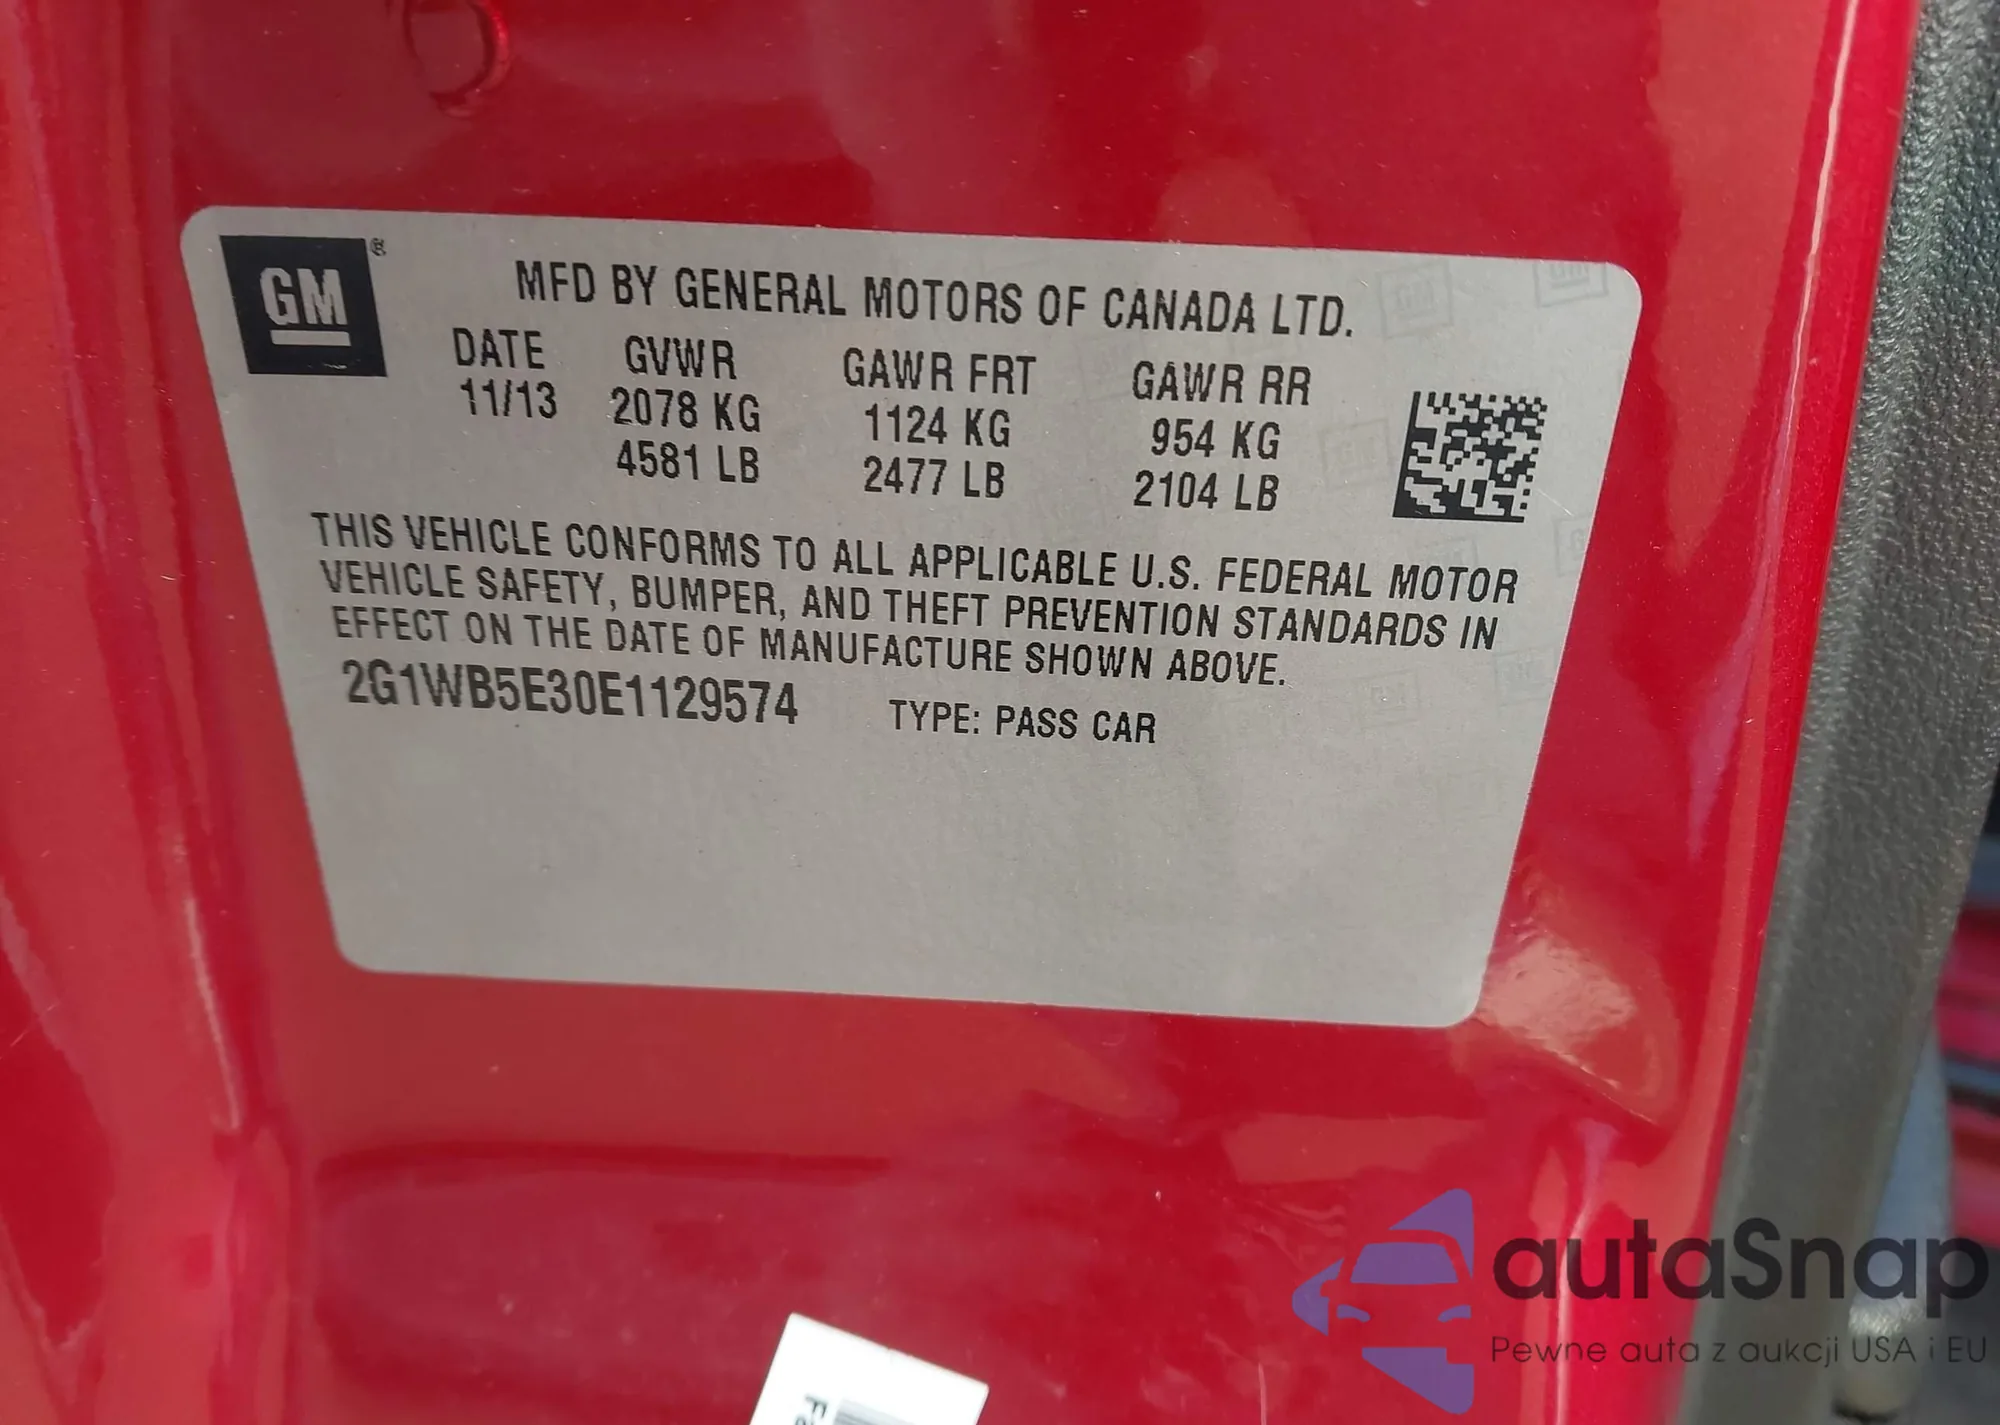 GM ®
MFD BY GENERAL MOTORS OF CANADA LTD.
DATE GVWR GAWR FRT GAWR RR
11/13 2078 KG 1124 KG 954 KG
4581 LB 2477 LB 2104 LB
THIS VEHICLE CONFORMS TO ALL APPLICABLE U.S. FEDERAL MOTOR
VEHICLE SAFETY, BUMPER, AND THEFT PREVENTION STANDARDS IN
EFFECT ON THE DATE OF MANUFACTURE SHOWN ABOVE.
2G1WB5E30E1129574 TYPE: PASS CAR
autaSnap
Pewne auta z aukcji USA i EU